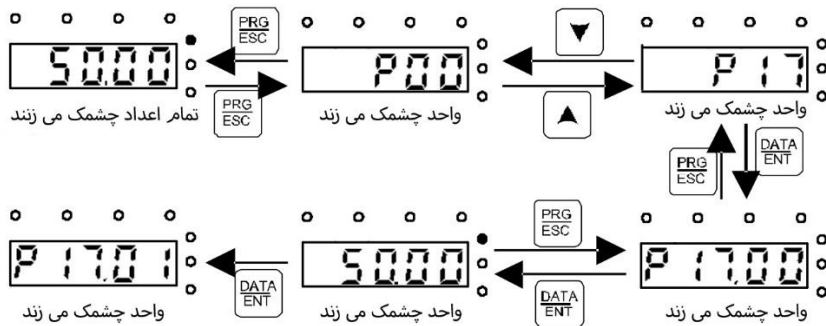 PRG
ESC
50.00
PRG
ESC
تمام اعداد چشمک می زنند
P00
واحد چشمک می زند
▼
▲
P17
واحد چشمک می زند
PRG
ESC
DATA
ENT
P17.01
واحد چشمک می زند
DATA
ENT
50.00
واحد چشمک می زند
PRG
ESC
DATA
ENT
P17.00
واحد چشمک می زند